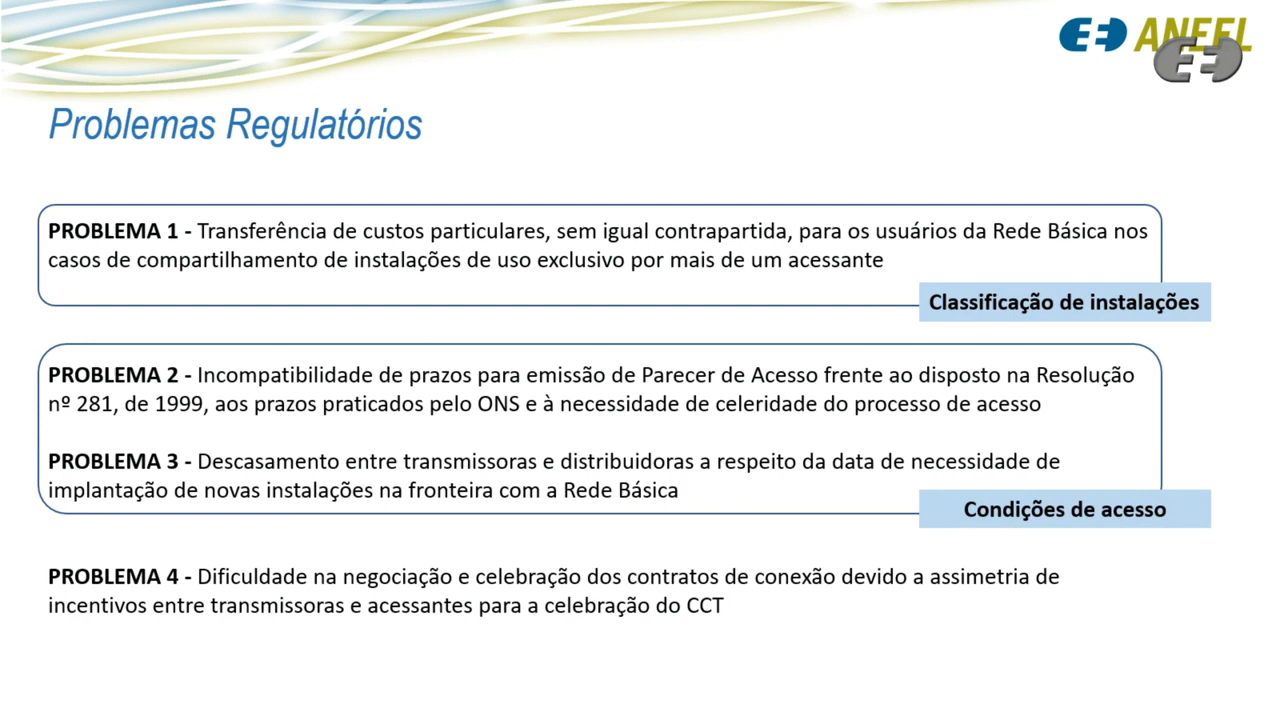 ANEEL
Problemas Regulatórios
PROBLEMA 1 - Transferência de custos particulares, sem igual contrapartida, para os usuários da Rede Básica nos
casos de compartilhamento de instalações de uso exclusivo por mais de um acessante
Classificação de instalações
PROBLEMA 2 - Incompatibilidade de prazos para emissão de Parecer de Acesso frente ao disposto na Resolução
nº 281, de 1999, aos prazos praticados pelo ONS e à necessidade de celeridade do processo de acesso
PROBLEMA 3 - Descasamento entre transmissoras e distribuidoras a respeito da data de necessidade de
implantação de novas instalações na fronteira com a Rede Básica
Condições de acesso
PROBLEMA 4 - Dificuldade na negociação e celebração dos contratos de conexão devido a assimetria de
incentivos entre transmissoras e acessantes para a celebração do CCT